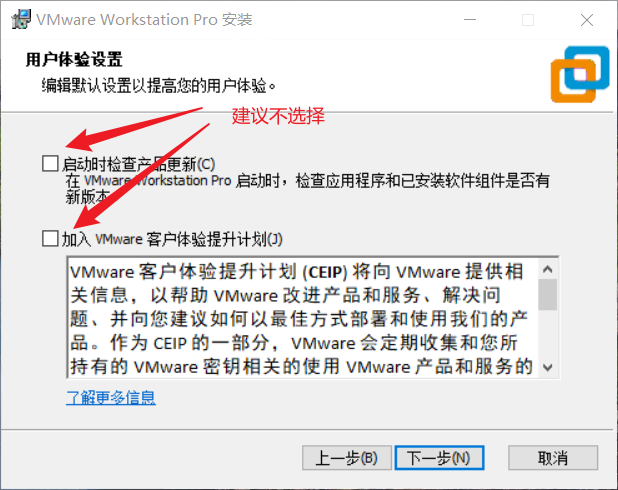 VMware Workstation Pro 安装
用户体验设置
编辑默认设置以提高您的用户体验。
建议不选择
启动时检查产品更新(C)
在 VMware Workstation Pro 启动时，检查应用程序和已安装软件组件是否有
新版本
加入 VMware 客户体验提升计划(J)
VMware 客户体验提升计划 (CEIP) 将向 VMware 提供相
关信息，以帮助 VMware 改进产品和服务、解决问
题、并向您建议如何以最佳方式部署和使用我们的产
品。作为 CEIP 的一部分，VMware 会定期收集和您所
持有的 VMware 密钥相关的使用 VMware 产品和服务的
了解更多信息
上一步(B)
下一步(N)
取消